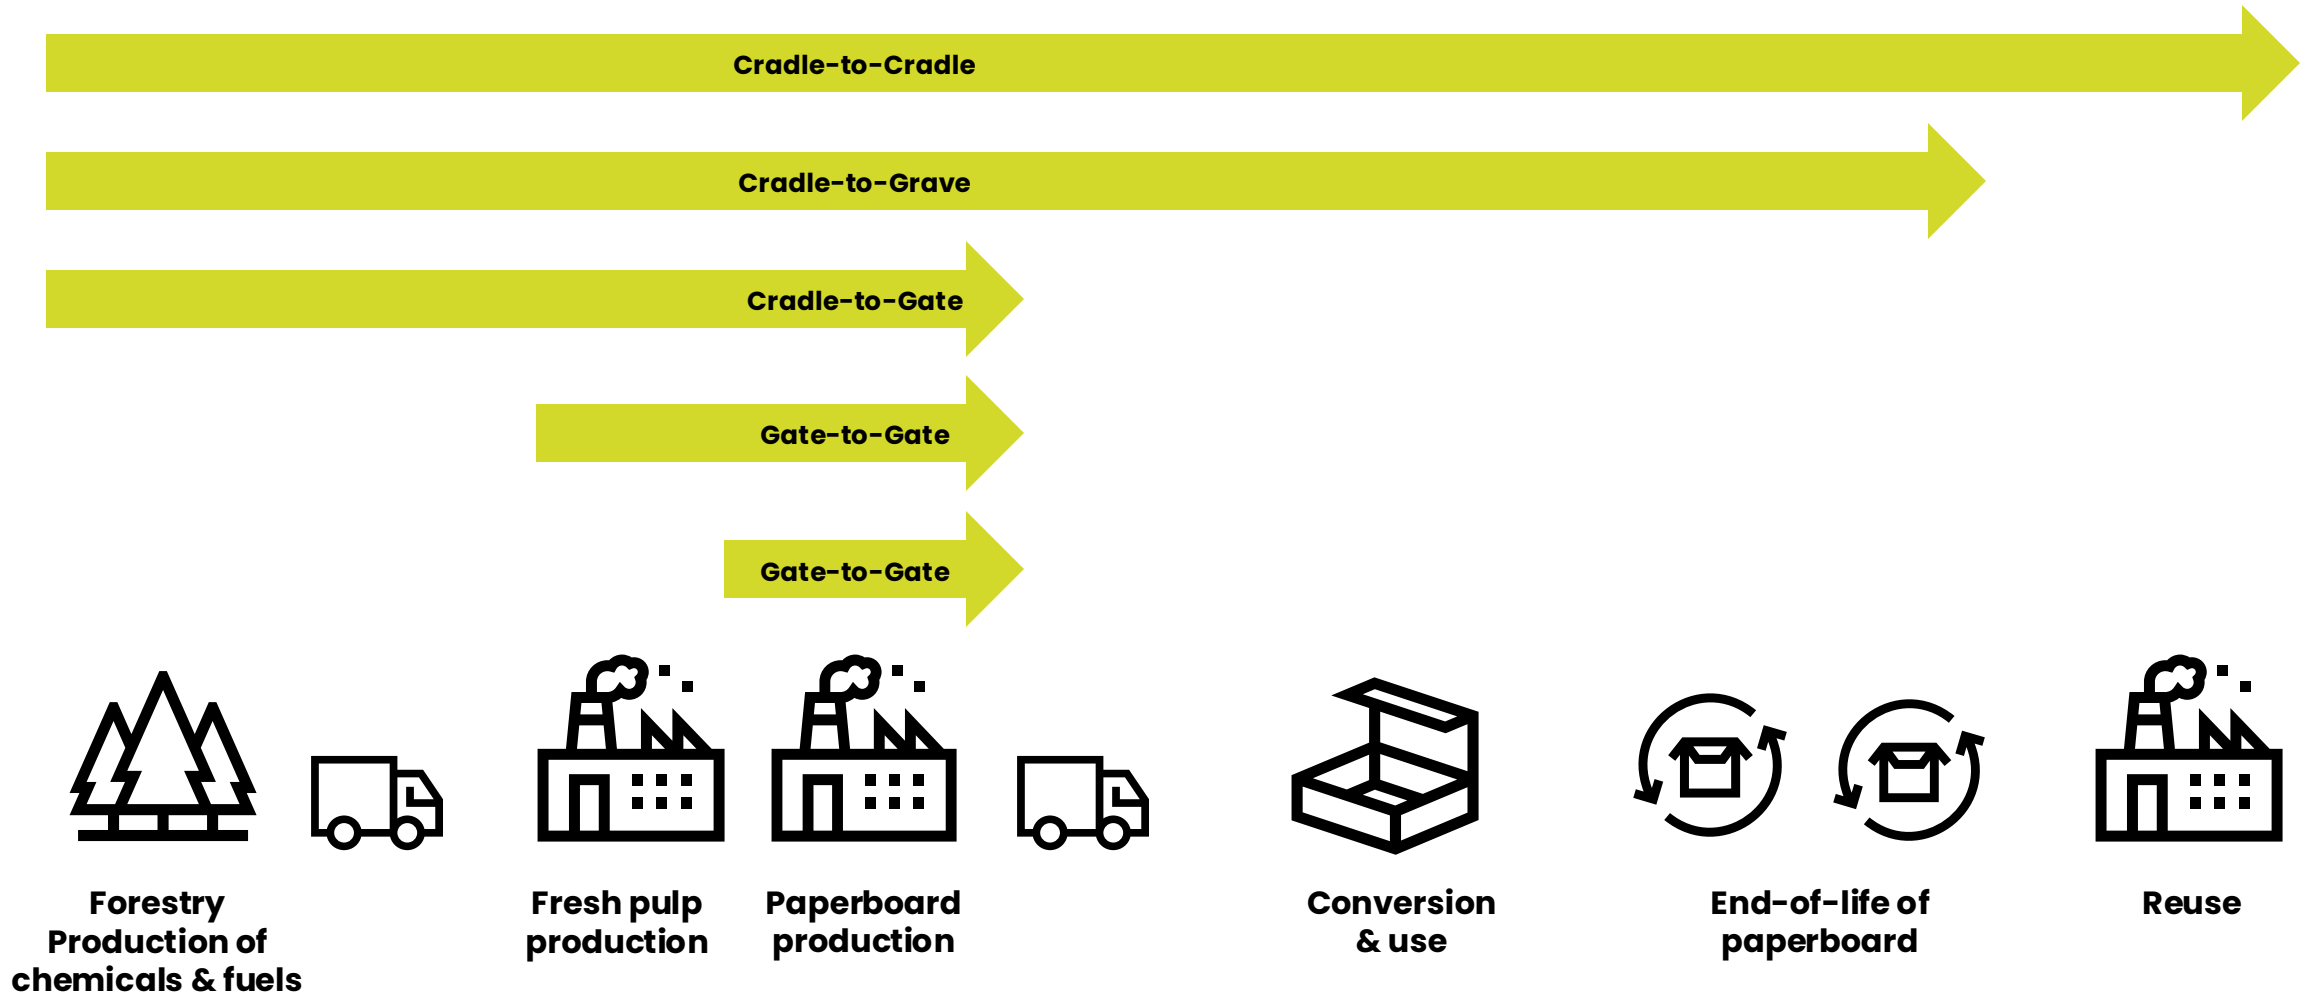 Cradle-to-Cradle
Cradle-to-Grave
Cradle-to-Gate
Gate-to-Gate
Gate-to-Gate
Forestry
Production of
chemicals & fuels
Fresh pulp
production
Paperboard
production
Conversion
& use
End-of-life of
paperboard
Reuse